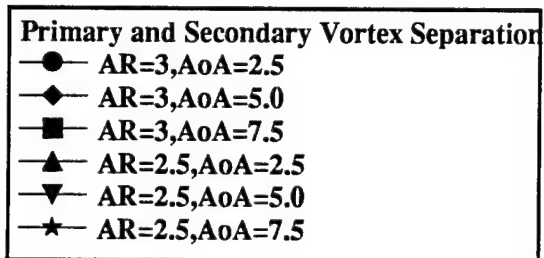 Primary and Secondary Vortex Separation
AR=3,AoA=2.5
AR=3,AoA=5.0
AR=3,AoA=7.5
AR=2.5,AoA=2.5
AR=2.5,AoA=5.0
AR=2.5,AoA=7.5